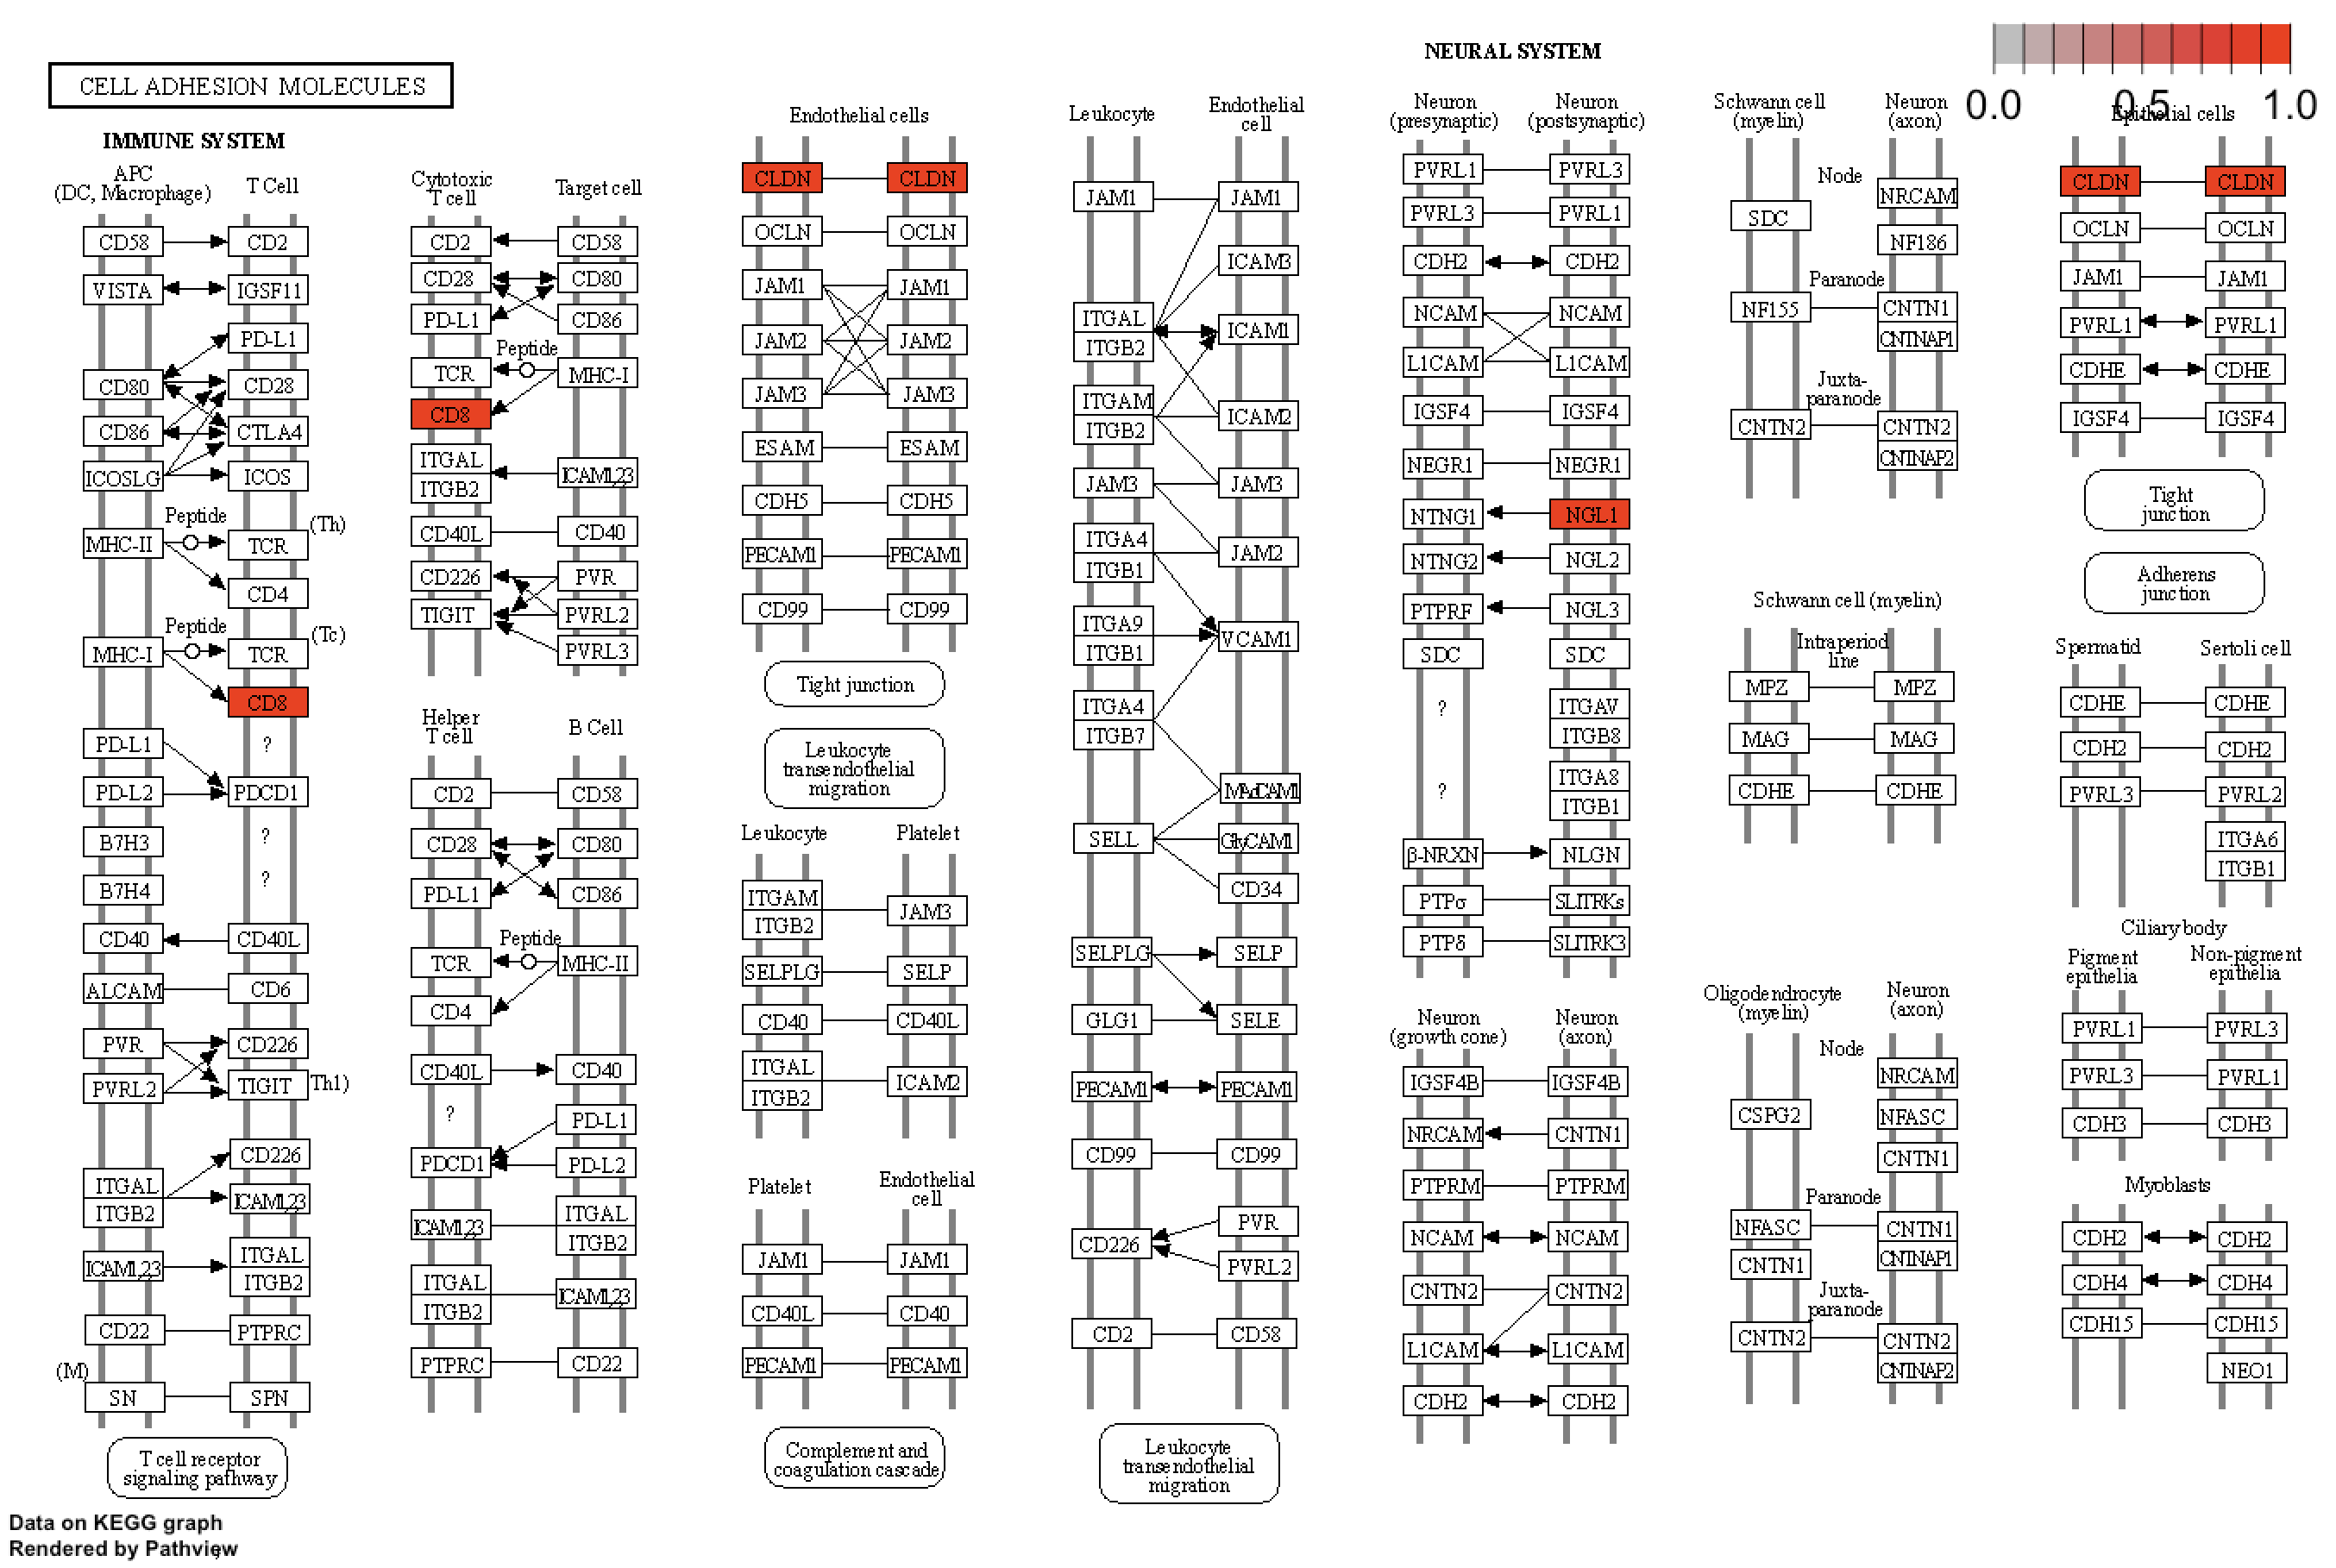 CELL ADHESION MOLECULES
IMMUNE SYSTEM
APC
(DC, Macrophage)
T Cell
CD58
CD2
VISTA
IGSF11
PD-L1
CD80
CD28
CD86
CTLA4
ICOSLG
ICOS
Peptide
(Th)
MHC-II
TCR
CD4
Peptide
(Tc)
MHC-I
TCR
CD8
PD-L1
?
PD-L2
PDCD1
B7H3
?
B7H4
?
CD40
CD40L
ALCAM
CD6
PVR
CD226
PVRL2
TIGIT
Th1)
CD226
ITGAL
ITGB2
ICAM1,2,3
ICAM1,2,3
ITGAL
ITGB2
CD22
PTPRC
(M)
SN
SPN
T cell receptor
signaling pathway
Cytotoxic
T cell
Target cell
CD2
CD58
CD28
CD80
PD-L1
CD86
Peptide
TCR
MHC-I
CD8
ITGAL
ITGB2
ICAM1,2,3
CD40L
CD40
CD226
PVR
TIGIT
PVRL2
PVRL3
Helper
T cell
B Cell
CD2
CD58
CD28
CD80
PD-L1
CD86
Peptide
TCR
MHC-II
CD4
CD40L
CD40
?
PD-L1
PDCD1
PD-L2
ICAM1,2,3
ITGAL
ITGB2
ITGAL
ITGB2
ICAM1,2,3
PTPRC
CD22
Endothelial cells
CLDN
CLDN
OCLN
OCLN
JAM1
JAM1
JAM2
JAM2
JAM3
JAM3
ESAM
ESAM
CDH5
CDH5
PECAM1
PECAM1
CD99
CD99
Tight junction
Leukocyte
transendothelial
migration
Leukocyte
Platelet
ITGAM
ITGB2
JAM3
SELPLG
SELP
CD40
CD40L
ITGAL
ITGB2
ICAM2
Platelet
Endothelial
cell
JAM1
JAM1
CD40L
CD40
PECAM1
PECAM1
Complement and
coagulation cascade
Leukocyte
Endothelial
cell
JAM1
JAM1
ICAM3
ITGAL
ITGB2
ICAM1
ITGAM
ITGB2
ICAM2
JAM3
JAM3
ITGA4
ITGB1
JAM2
ITGA9
ITGB1
VCAM1
ITGA4
ITGB7
MAdCAM1
SELL
GlyCAM1
CD34
SELPLG
SELP
GLG1
SELE
PECAM1
PECAM1
CD99
CD99
PVR
CD226
PVRL2
CD2
CD58
Leukocyte
transendothelial
migration
NEURAL SYSTEM
Neuron
(presynaptic)
Neuron
(postsynaptic)
PVRL1
PVRL3
PVRL3
PVRL1
CDH2
CDH2
NCAM
NCAM
L1CAM
L1CAM
IGSF4
IGSF4
NEGR1
NEGR1
NTNG1
NGL1
NTNG2
NGL2
PTPRF
NGL3
SDC
SDC
?
ITGAV
ITGB8
?
ITGA8
ITGB1
β-NRXN
NLGN
PTPσ
SLITRKs
PTPδ
SLITRK3
Neuron
(growth cone)
Neuron
(axon)
IGSF4B
IGSF4B
NRCAM
CNTN1
PTPRM
PTPRM
NCAM
NCAM
CNTN2
CNTN2
L1CAM
L1CAM
CDH2
CDH2
Schwann cell
(myelin)
Neuron
(axon)
Node
NRCAM
SDC
NF186
Paranode
NF155
CNTN1
CNTNAP1
Juxta-
paranode
CNTN2
CNTN2
CNTNAP2
Schwann cell (myelin)
Intraperiod
line
MPZ
MPZ
MAG
MAG
CDHE
CDHE
Oligodendrocyte
(myelin)
Neuron
(axon)
Node
NRCAM
CSPG2
NFASC
CNTN1
Paranode
NFASC
CNTN1
CNTN1
CNTNAP1
Juxta-
paranode
CNTN2
CNTN2
CNTNAP2
0.0
0.5
1.0
Epithelial cells
CLDN
CLDN
OCLN
OCLN
JAM1
JAM1
PVRL1
PVRL1
CDHE
CDHE
IGSF4
IGSF4
Tight
junction
Adherens
junction
Spermatid
Sertoli cell
CDHE
CDHE
CDH2
CDH2
PVRL3
PVRL2
ITGA6
ITGB1
Ciliary body
Pigment
epithelia
Non-pigment
epithelia
PVRL1
PVRL3
PVRL3
PVRL1
CDH3
CDH3
Myoblasts
CDH2
CDH2
CDH4
CDH4
CDH15
CDH15
NEO1
Data on KEGG graph
Rendered by Pathview